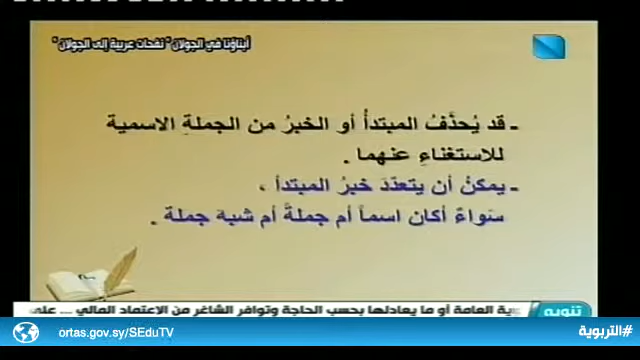 أبناؤنا في الجولان "نفحات عربية إلى الجولان"
ـ قد يُحذَفُ المبتدأُ أو الخبرُ من الجملةِ الاسمية
للاستغناءِ عنهما .
ـ يمكنُ أن يتعدّدَ خبرُ المبتدأ ،
سَواءٌ أكان اسماً أم جملةً أم شبهَ جملة .
تنويه
ية العامة أو ما يعادلها بحسب الحاجة وتوافر الشاغر من الاعتماد المالي ... على
#التربوية
ortas.gov.sy/SEduTV